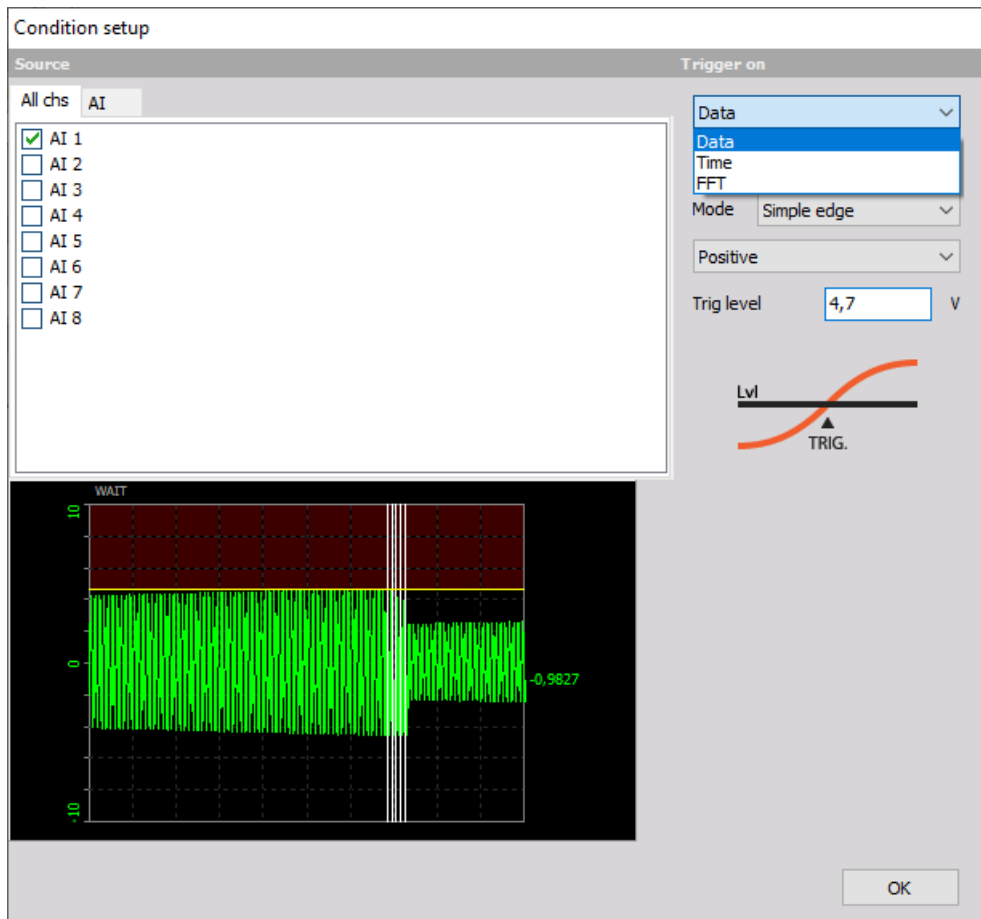 Condition setup
Source
Trigger on
All chs AI
AI 1
AI 2
AI 3
AI 4
AI 5
AI 6
AI 7
AI 8
Data
Data
Time
FFT
Mode Simple edge
Positive
Trig level 4,7 V
Lvl
TRIG.
WAIT
10
0
-10
-0,9827
OK